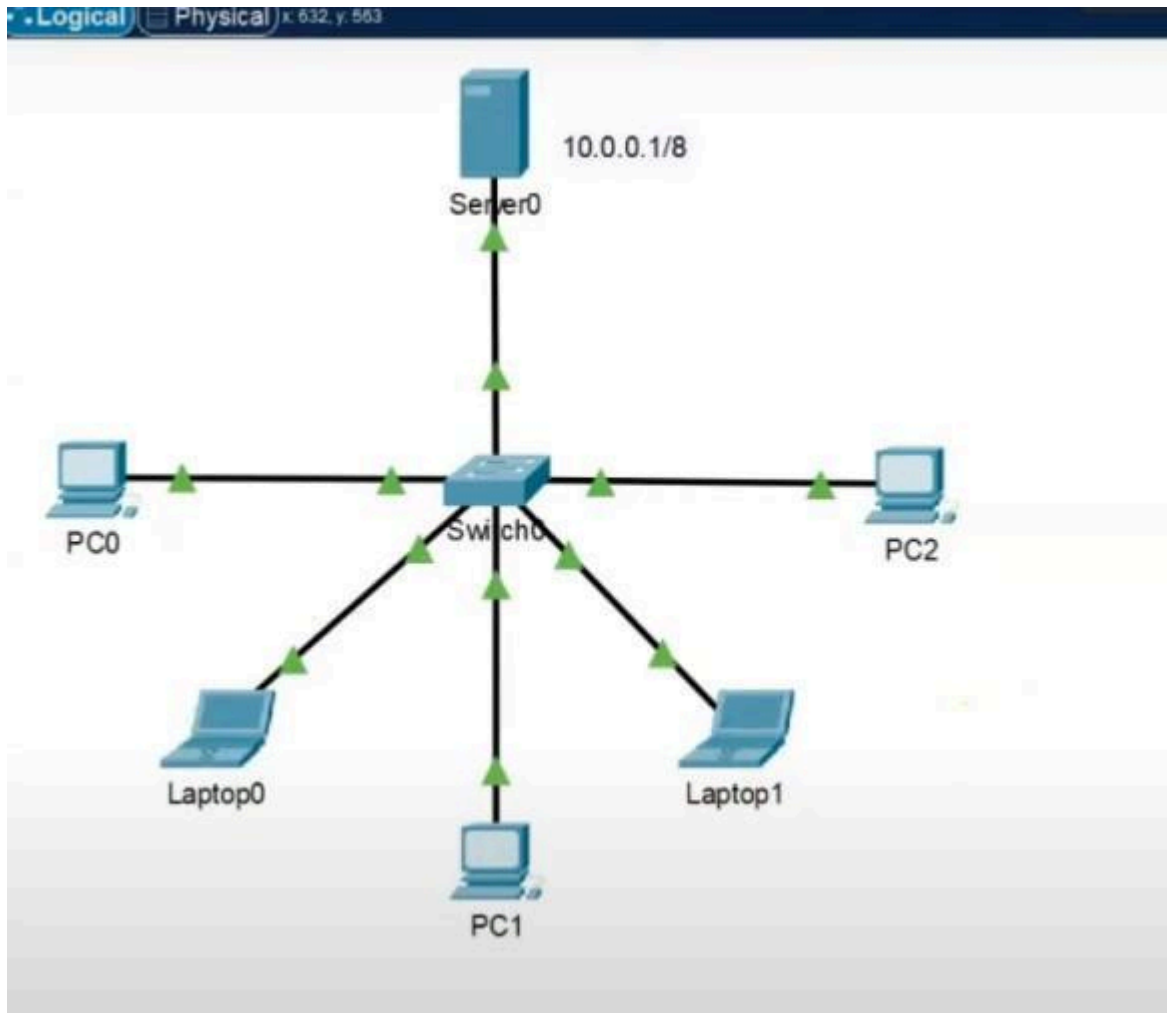 Logical Physical x: 632, y: 563
10.0.0.1/8
Server0
Switch0
PC0
PC2
Laptop0
Laptop1
PC1